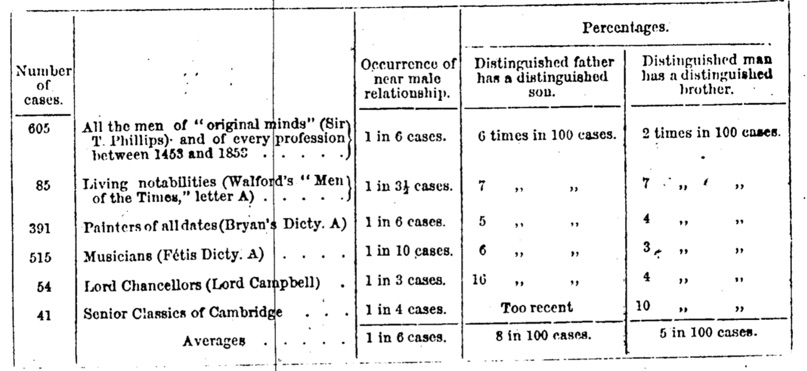 Percentages.
Number of cases.
Occurrence of near male relationship.
Distinguished father has a distinguished son.
Distinguished man has a distinguished brother.
605 All the men of "original minds" (Sir T. Phillips) and of every profession between 1453 and 1853 . . . . . 1 in 6 cases. 6 times in 100 cases. 2 times in 100 cases.
85 Living notabilities (Walford's "Men of the Times," letter A) . . . . . 1 in 3½ cases. 7 ,, ,, 7 ,, ,,
391 Painters of all dates (Bryan's Dicty. A) 1 in 6 cases. 5 ,, ,, 4 ,, ,,
515 Musicians (Fétis Dicty. A) . . . . 1 in 10 cases. 6 ,, ,, 3 ,, ,,
54 Lord Chancellors (Lord Campbell) . 1 in 3 cases. 16 ,, ,, 4 ,, ,,
41 Senior Classics of Cambridge . . . 1 in 4 cases. Too recent 10 ,, ,,
Averages . . . . . 1 in 6 cases. 8 in 100 cases. 5 in 100 cases.